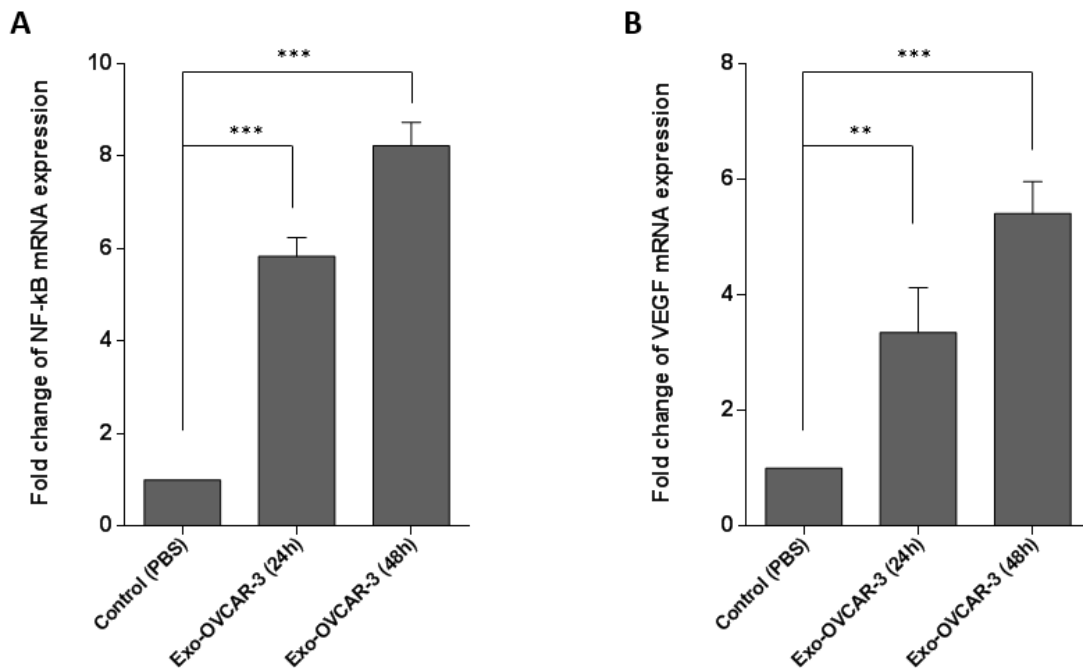 A
Fold change of NF-kB mRNA expression
10
8
6
4
2
0
***
***
Control (PBS)
Exo-OVCAR-3 (24h)
Exo-OVCAR-3 (48h)
B
Fold change of VEGF mRNA expression
8
6
4
2
0
***
**
Control (PBS)
Exo-OVCAR-3 (24h)
Exo-OVCAR-3 (48h)